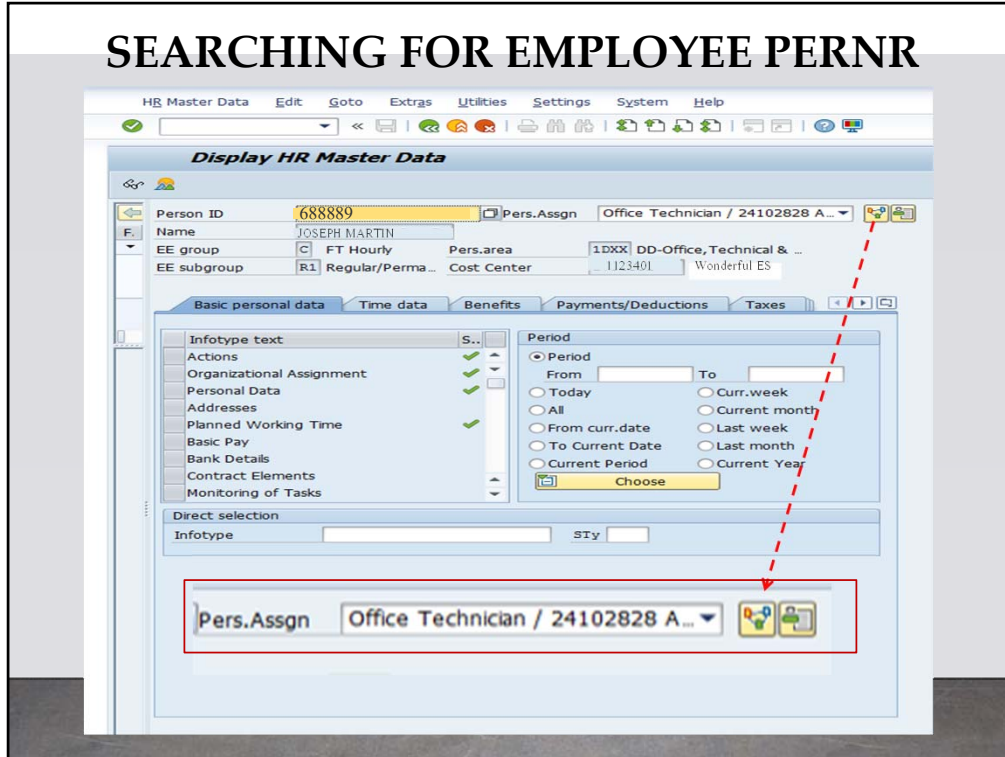 SEARCHING FOR EMPLOYEE PERNR
HR Master Data Edit Goto Extras Utilities Settings System Help
Display HR Master Data
Person ID 688889 Pers.Assgn Office Technician / 24102828 A...
F. Name JOSEPH MARTIN
EE group C FT Hourly Pers.area 1DXX DD-Office,Technical & ...
EE subgroup R1 Regular/Perma... Cost Center 1123401 Wonderful ES
Basic personal data Time data Benefits Payments/Deductions Taxes
Infotype text S.. Period
Actions Period
Organizational Assignment From To
Personal Data Today Curr.week
Addresses All Current month
Planned Working Time From curr.date Last week
Basic Pay To Current Date Last month
Bank Details Current Period Current Year
Contract Elements Choose
Monitoring of Tasks
Direct selection
Infotype STy
Pers.Assgn Office Technician / 24102828 A...